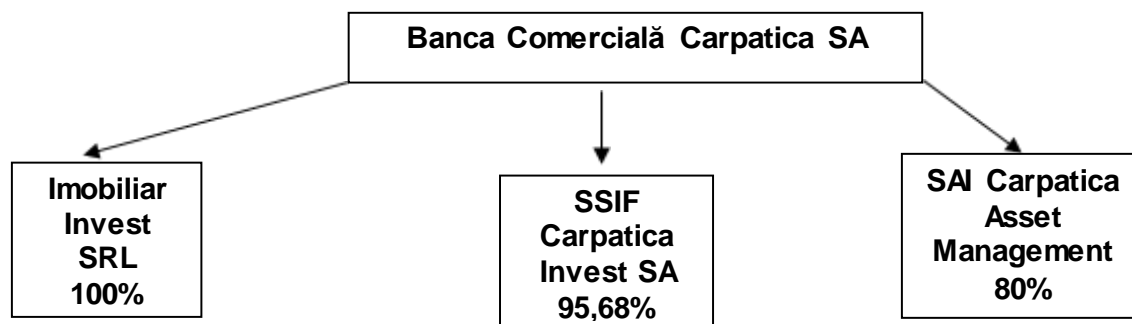 Banca Comercială Carpatica SA
Imobiliar
Invest
SRL
100%
SSIF
Carpatica
Invest SA
95,68%
SAI Carpatica
Asset
Management
80%